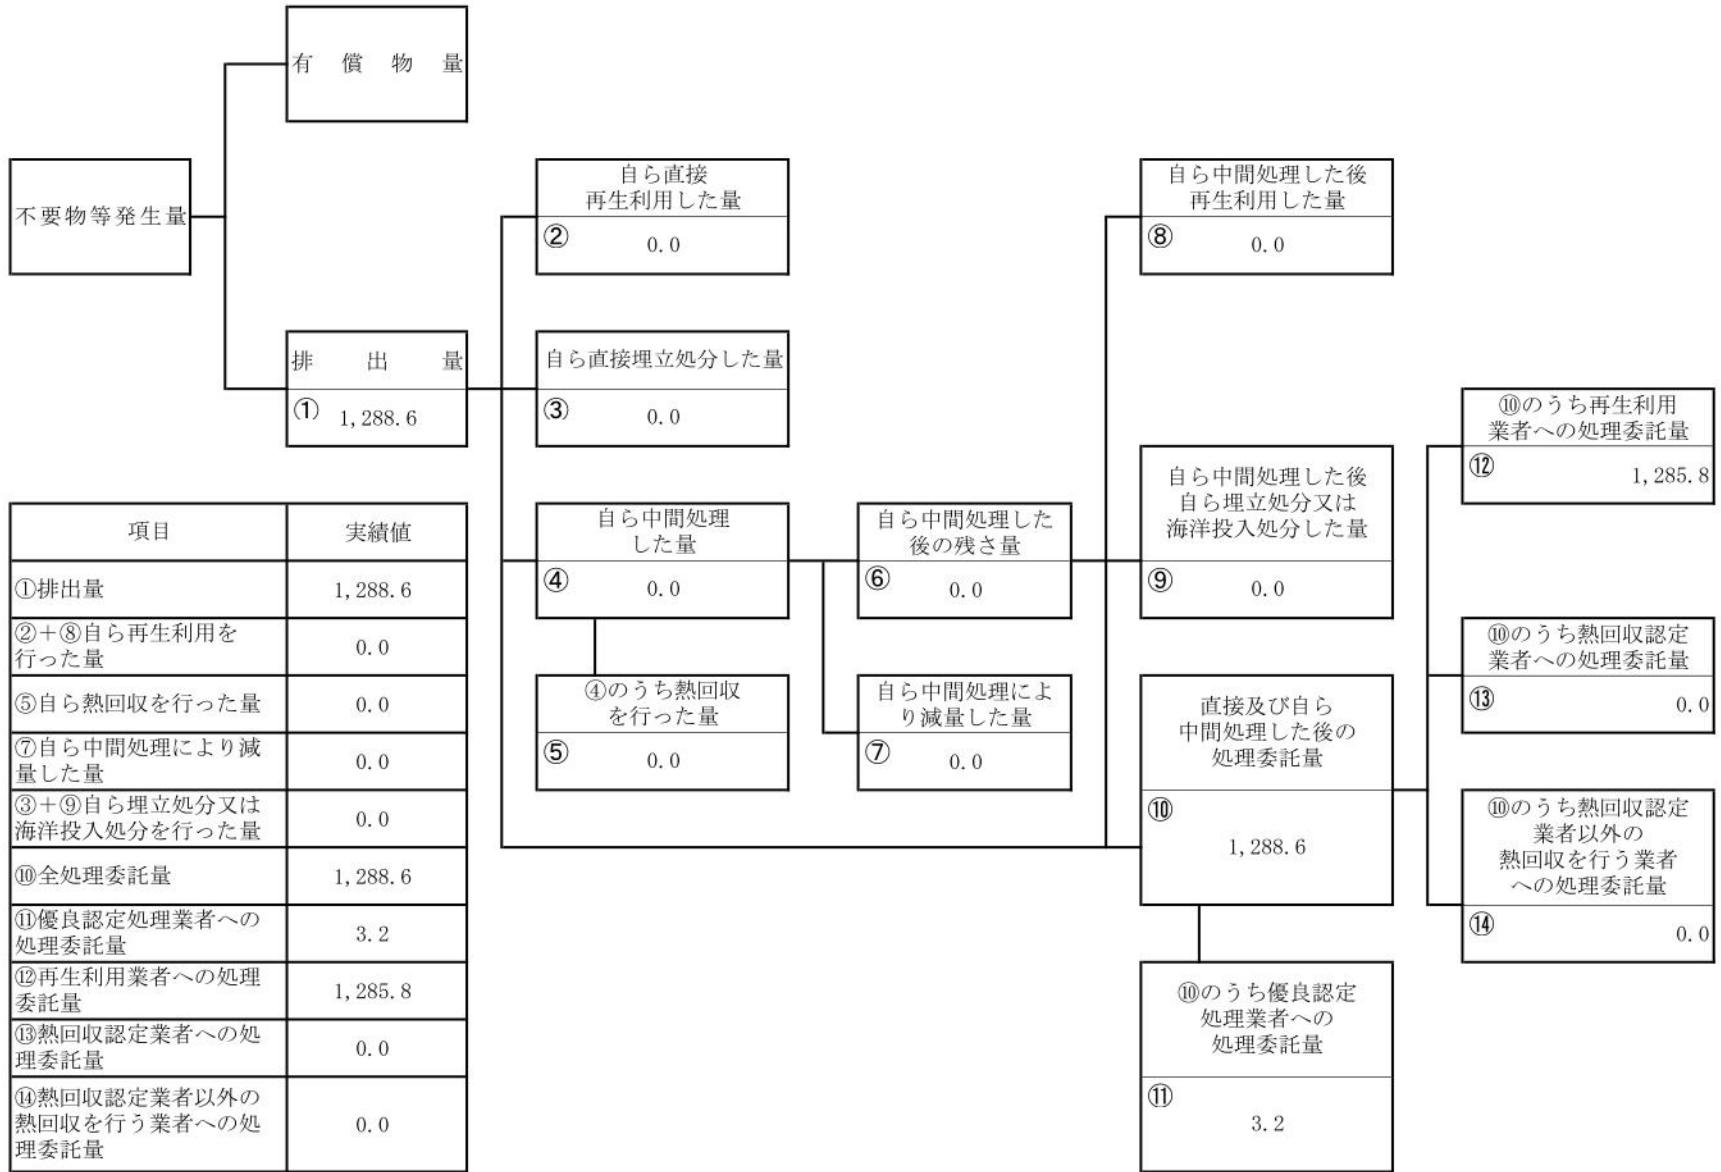 有償物量
不要物等発生量
排出量
① 1,288.6
自ら直接
再生利用した量
② 0.0
自ら直接埋立処分した量
③ 0.0
自ら中間処理
した量
④ 0.0
④のうち熱回収
を行った量
⑤ 0.0
自ら中間処理した
後の残さ量
⑥ 0.0
自ら中間処理によ
り減量した量
⑦ 0.0
自ら中間処理した後
再生利用した量
⑧ 0.0
自ら中間処理した後
自ら埋立処分又は
海洋投入処分した量
⑨ 0.0
直接及び自ら
中間処理した後の
処理委託量
⑩
1,288.6
⑩のうち優良認定
処理業者への
処理委託量
⑪
3.2
⑩のうち再生利用
業者への処理委託量
⑫ 1,285.8
⑩のうち熱回収認定
業者への処理委託量
⑬ 0.0
⑩のうち熱回収認定
業者以外の
熱回収を行う業者
への処理委託量
⑭ 0.0
項目 実績値
①排出量 1,288.6
②＋⑧自ら再生利用を
行った量 0.0
⑤自ら熱回収を行った量 0.0
⑦自ら中間処理により減
量した量 0.0
③＋⑨自ら埋立処分又は
海洋投入処分を行った量 0.0
⑩全処理委託量 1,288.6
⑪優良認定処理業者への
処理委託量 3.2
⑫再生利用業者への処理
委託量 1,285.8
⑬熱回収認定業者への処
理委託量 0.0
⑭熱回収認定業者以外の
熱回収を行う業者への処
理委託量 0.0